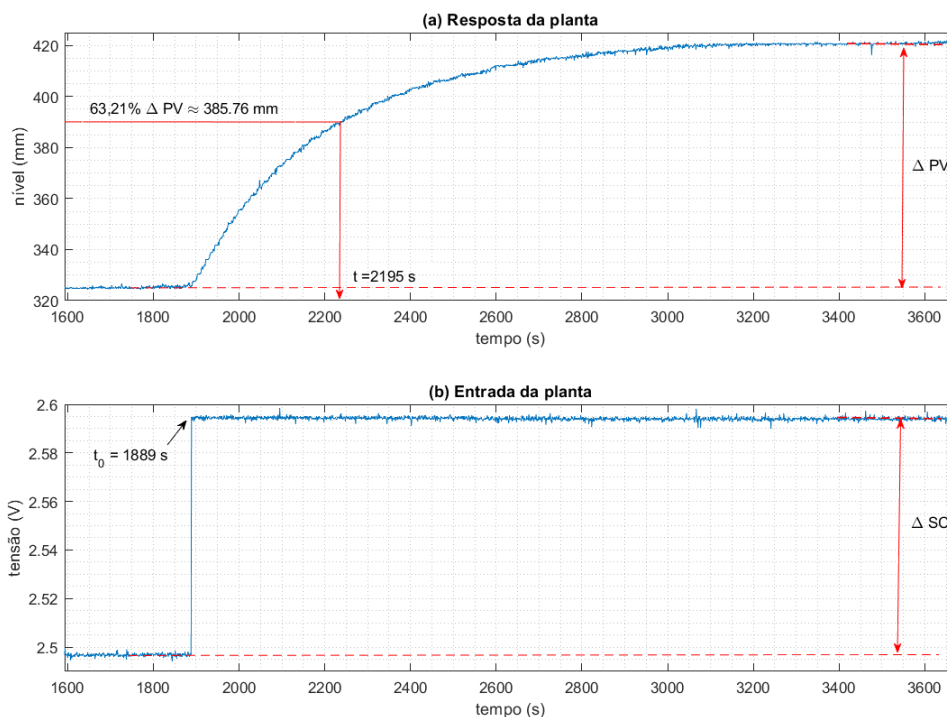 (a) Resposta da planta
420
400
380
360
340
320
nível (mm)
63,21% Δ PV ≈ 385.76 mm
Δ PV
t =2195 s
1600 1800 2000 2200 2400 2600 2800 3000 3200 3400 3600
tempo (s)
(b) Entrada da planta
2.6
2.58
2.56
2.54
2.52
2.5
tensão (V)
t0 = 1889 s
Δ SC
1600 1800 2000 2200 2400 2600 2800 3000 3200 3400 3600
tempo (s)